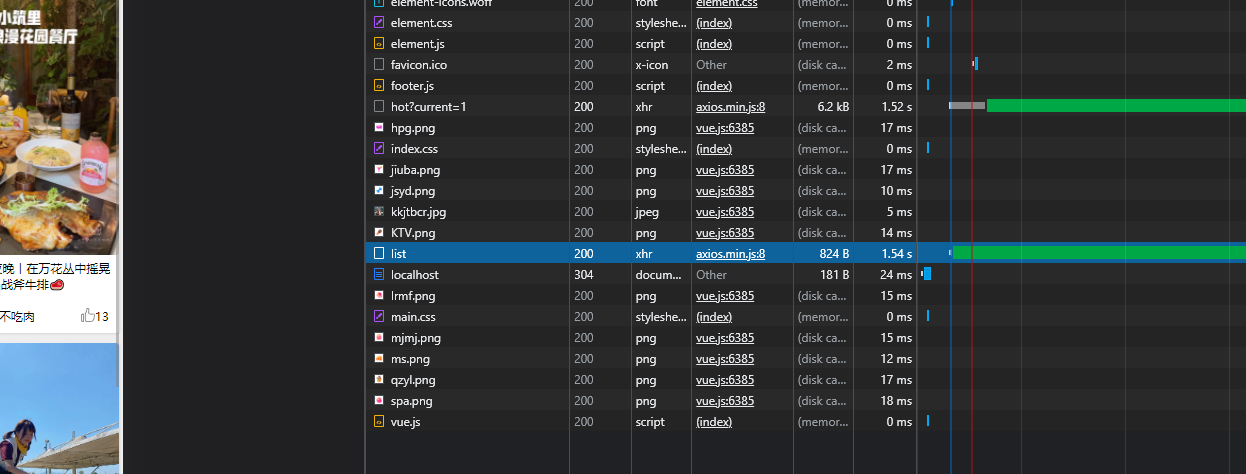 小筑里
浪漫花园餐厅
夜晚丨在万花丛中摇晃
战斧牛排🥩
不吃肉 13
element-icons.woff 200 font element.css 0 ms
element.css 200 styleshe... (index) (memor... 0 ms
element.js 200 script (index) (memor... 0 ms
favicon.ico 200 x-icon Other (disk ca... 2 ms
footer.js 200 script (index) (memor... 0 ms
hot?current=1 200 xhr axios.min.js:8 6.2 kB 1.52 s
hpg.png 200 png vue.js:6385 (disk ca... 17 ms
index.css 200 styleshe... (index) (memor... 0 ms
jiuba.png 200 png vue.js:6385 (disk ca... 17 ms
jsyd.png 200 png vue.js:6385 (disk ca... 10 ms
kkjtbcr.jpg 200 jpeg vue.js:6385 (disk ca... 5 ms
KTV.png 200 png vue.js:6385 (disk ca... 14 ms
list 200 xhr axios.min.js:8 824 B 1.54 s
localhost 304 docum... Other 181 B 24 ms
lrmf.png 200 png vue.js:6385 (disk ca... 15 ms
main.css 200 styleshe... (index) (memor... 0 ms
mjmj.png 200 png vue.js:6385 (disk ca... 15 ms
ms.png 200 png vue.js:6385 (disk ca... 12 ms
qzyl.png 200 png vue.js:6385 (disk ca... 17 ms
spa.png 200 png vue.js:6385 (disk ca... 18 ms
vue.js 200 script (index) (memor... 0 ms